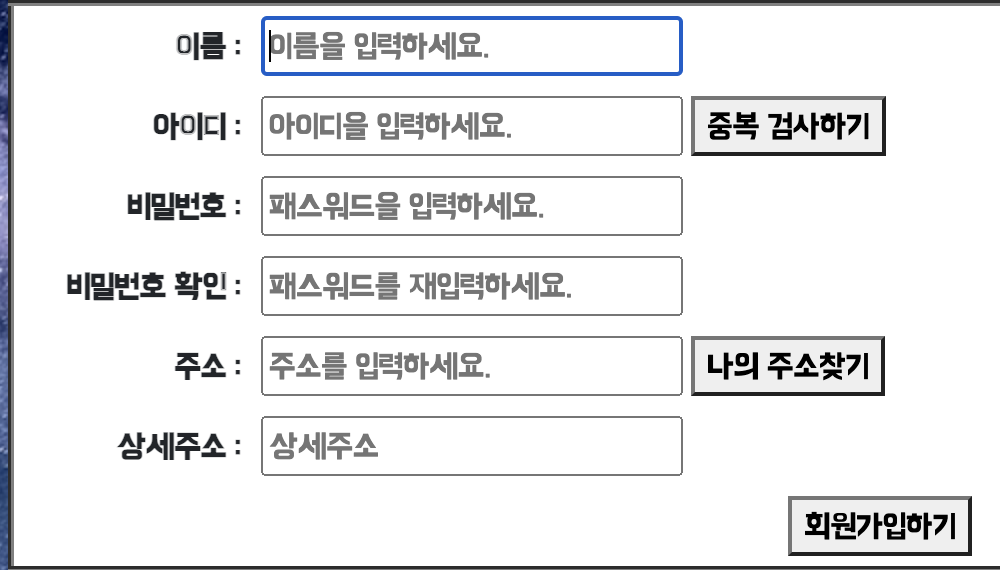 이름 : 이름을 입력하세요.
아이디 : 아이디을 입력하세요. 중복 검사하기
비밀번호 : 패스워드을 입력하세요.
비밀번호 확인 : 패스워드를 재입력하세요.
주소 : 주소를 입력하세요. 나의 주소찾기
상세주소 : 상세주소
회원가입하기